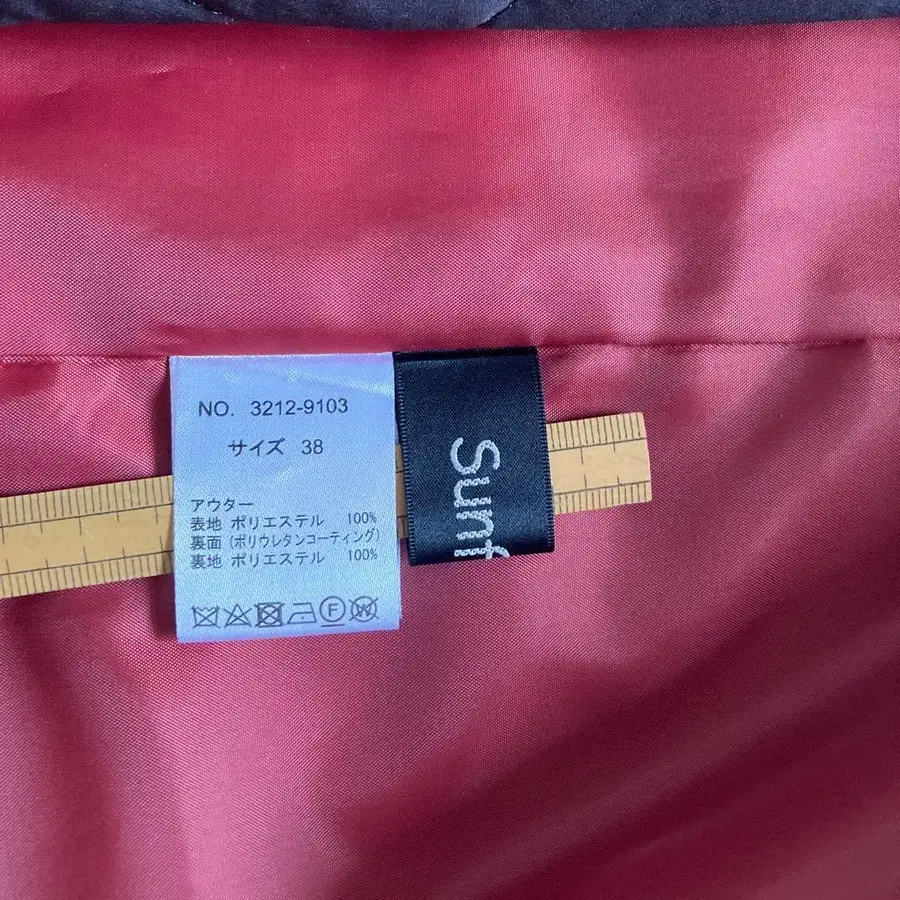 NO. 3212-9103
サイズ 38
アウター
表地 ポリエステル 100%
裏面 (ポリウレタンコーティング)
裏地 ポリエステル 100%
F W
Sunf